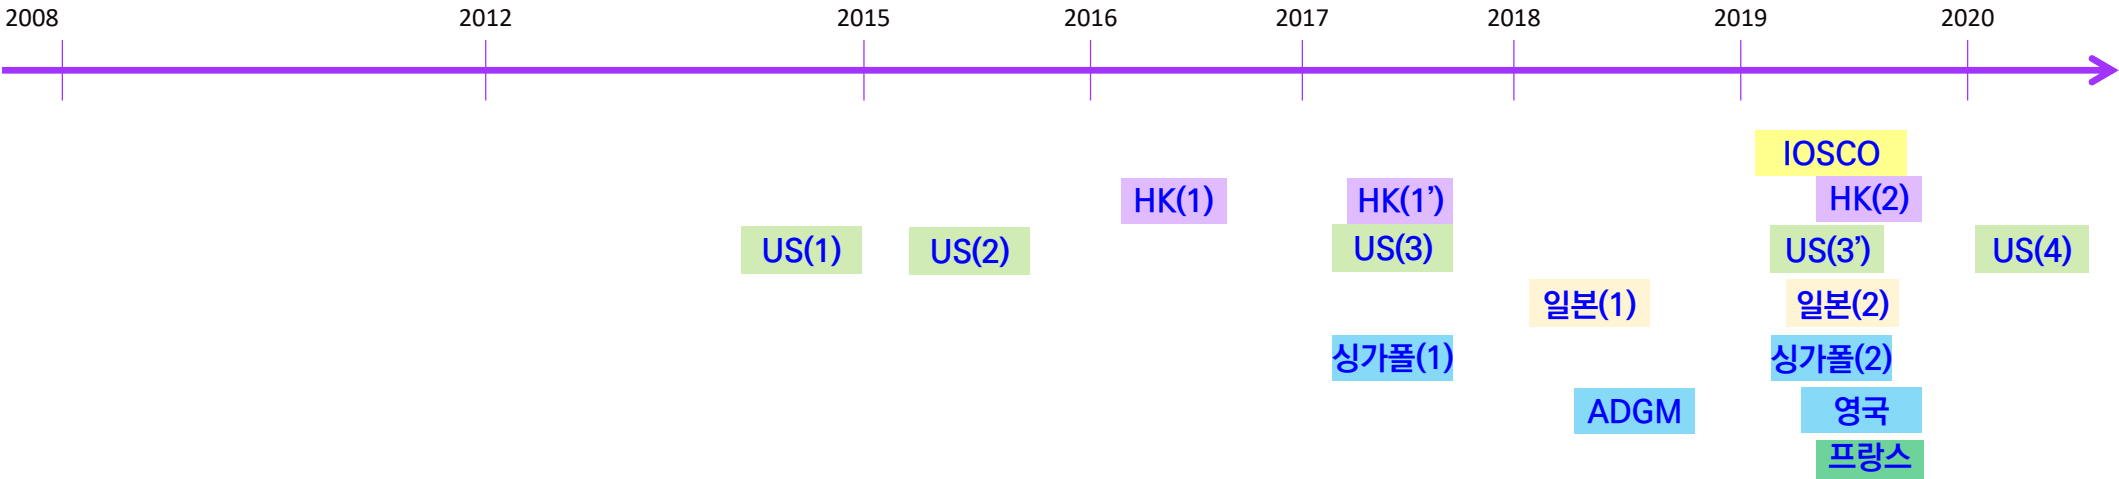 2008 2012 2015 2016 2017 2018 2019 2020
IOSCO
HK(1) HK(1’) HK(2)
US(1) US(2) US(3) US(3’) US(4)
일본(1) 일본(2)
싱가폴(1) 싱가폴(2)
ADGM 영국
프랑스